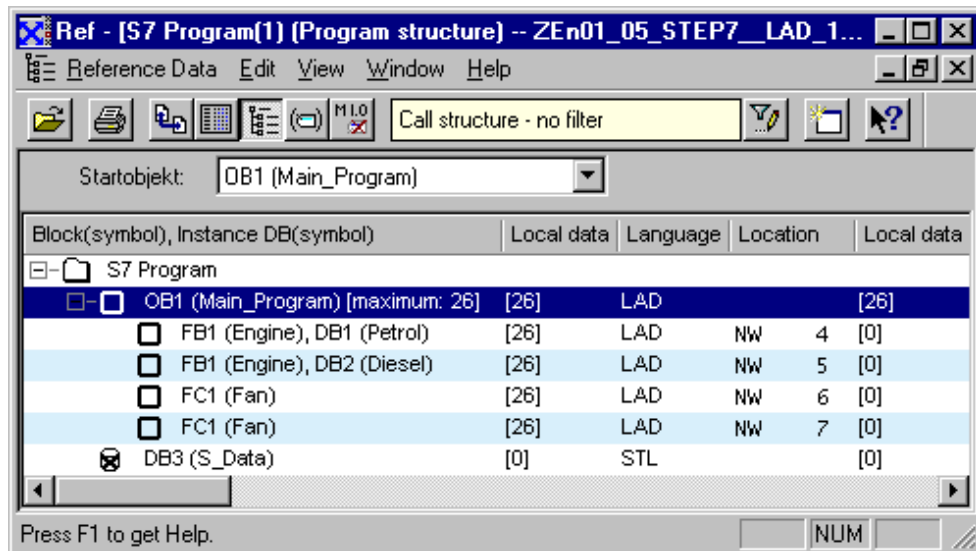 Ref - [S7 Program(1) (Program structure) -- ZEn01_05_STEP7__LAD_1...
Reference Data Edit View Window Help
M I.O Call structure - no filter
Startobjekt: OB1 (Main_Program)
Block(symbol), Instance DB(symbol) Local data Language Location Local data
S7 Program
OB1 (Main_Program) [maximum: 26] [26] LAD [26]
FB1 (Engine), DB1 (Petrol) [26] LAD NW 4 [0]
FB1 (Engine), DB2 (Diesel) [26] LAD NW 5 [0]
FC1 (Fan) [26] LAD NW 6 [0]
FC1 (Fan) [26] LAD NW 7 [0]
DB3 (S_Data) [0] STL [0]
Press F1 to get Help. NUM